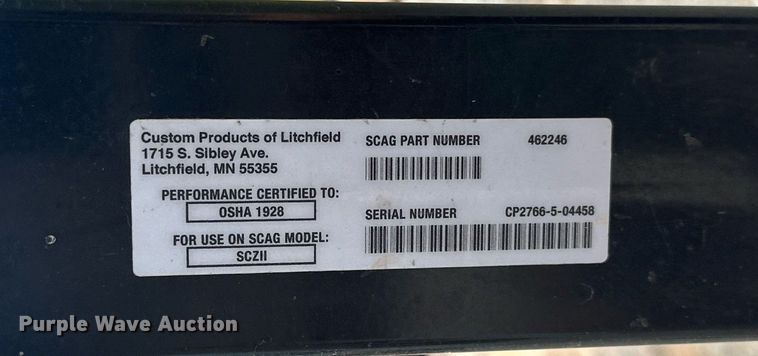 Custom Products of Litchfield
1715 S. Sibley Ave.
Litchfield, MN 55355
PERFORMANCE CERTIFIED TO:
OSHA 1928
FOR USE ON SCAG MODEL:
SCZII
SCAG PART NUMBER 462246
SERIAL NUMBER CP2766-5-04458
Purple Wave Auction